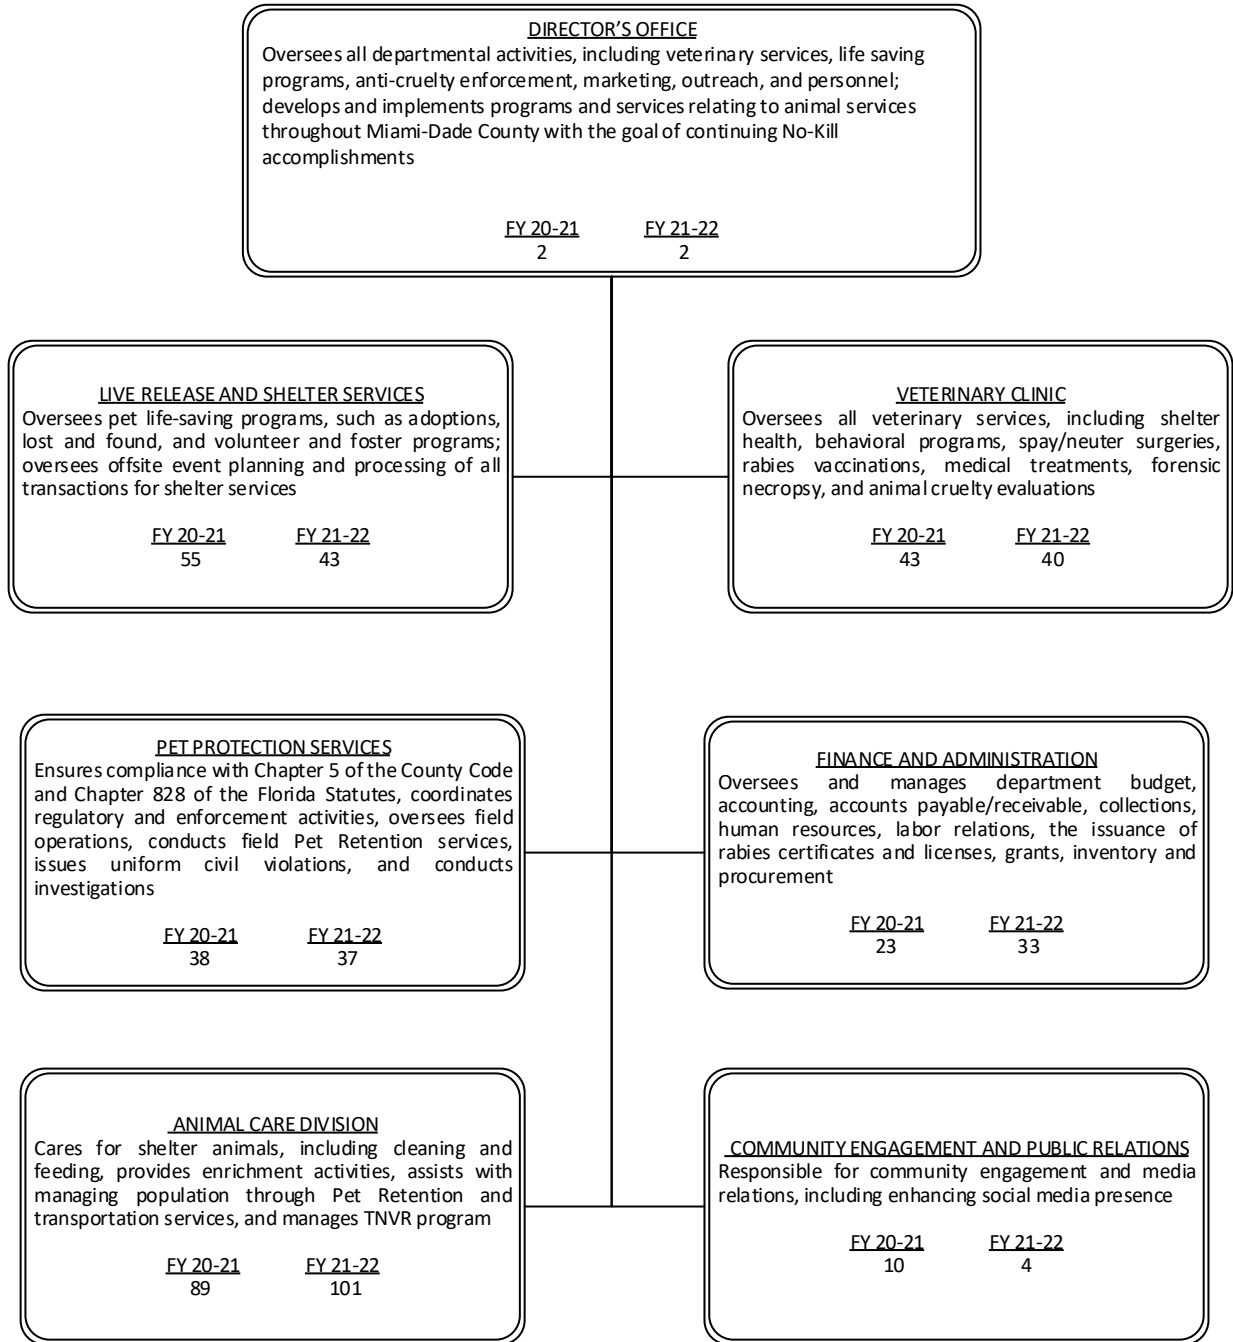 DIRECTOR'S OFFICE
Oversees all departmental activities, including veterinary services, life saving
programs, anti-cruelty enforcement, marketing, outreach, and personnel;
develops and implements programs and services relating to animal services
throughout Miami-Dade County with the goal of continuing No-Kill
accomplishments
FY 20-21 FY 21-22
2 2
LIVE RELEASE AND SHELTER SERVICES
Oversees pet life-saving programs, such as adoptions,
lost and found, and volunteer and foster programs;
oversees offsite event planning and processing of all
transactions for shelter services
FY 20-21 FY 21-22
55 43
VETERINARY CLINIC
Oversees all veterinary services, including shelter
health, behavioral programs, spay/neuter surgeries,
rabies vaccinations, medical treatments, forensic
necropsy, and animal cruelty evaluations
FY 20-21 FY 21-22
43 40
PET PROTECTION SERVICES
Ensures compliance with Chapter 5 of the County Code
and Chapter 828 of the Florida Statutes, coordinates
regulatory and enforcement activities, oversees field
operations, conducts field Pet Retention services,
issues uniform civil violations, and conducts
investigations
FY 20-21 FY 21-22
38 37
FINANCE AND ADMINISTRATION
Oversees and manages department budget,
accounting, accounts payable/receivable, collections,
human resources, labor relations, the issuance of
rabies certificates and licenses, grants, inventory and
procurement
FY 20-21 FY 21-22
23 33
ANIMAL CARE DIVISION
Cares for shelter animals, including cleaning and
feeding, provides enrichment activities, assists with
managing population through Pet Retention and
transportation services, and manages TNVR program
FY 20-21 FY 21-22
89 101
COMMUNITY ENGAGEMENT AND PUBLIC RELATIONS
Responsible for community engagement and media
relations, including enhancing social media presence
FY 20-21 FY 21-22
10 4